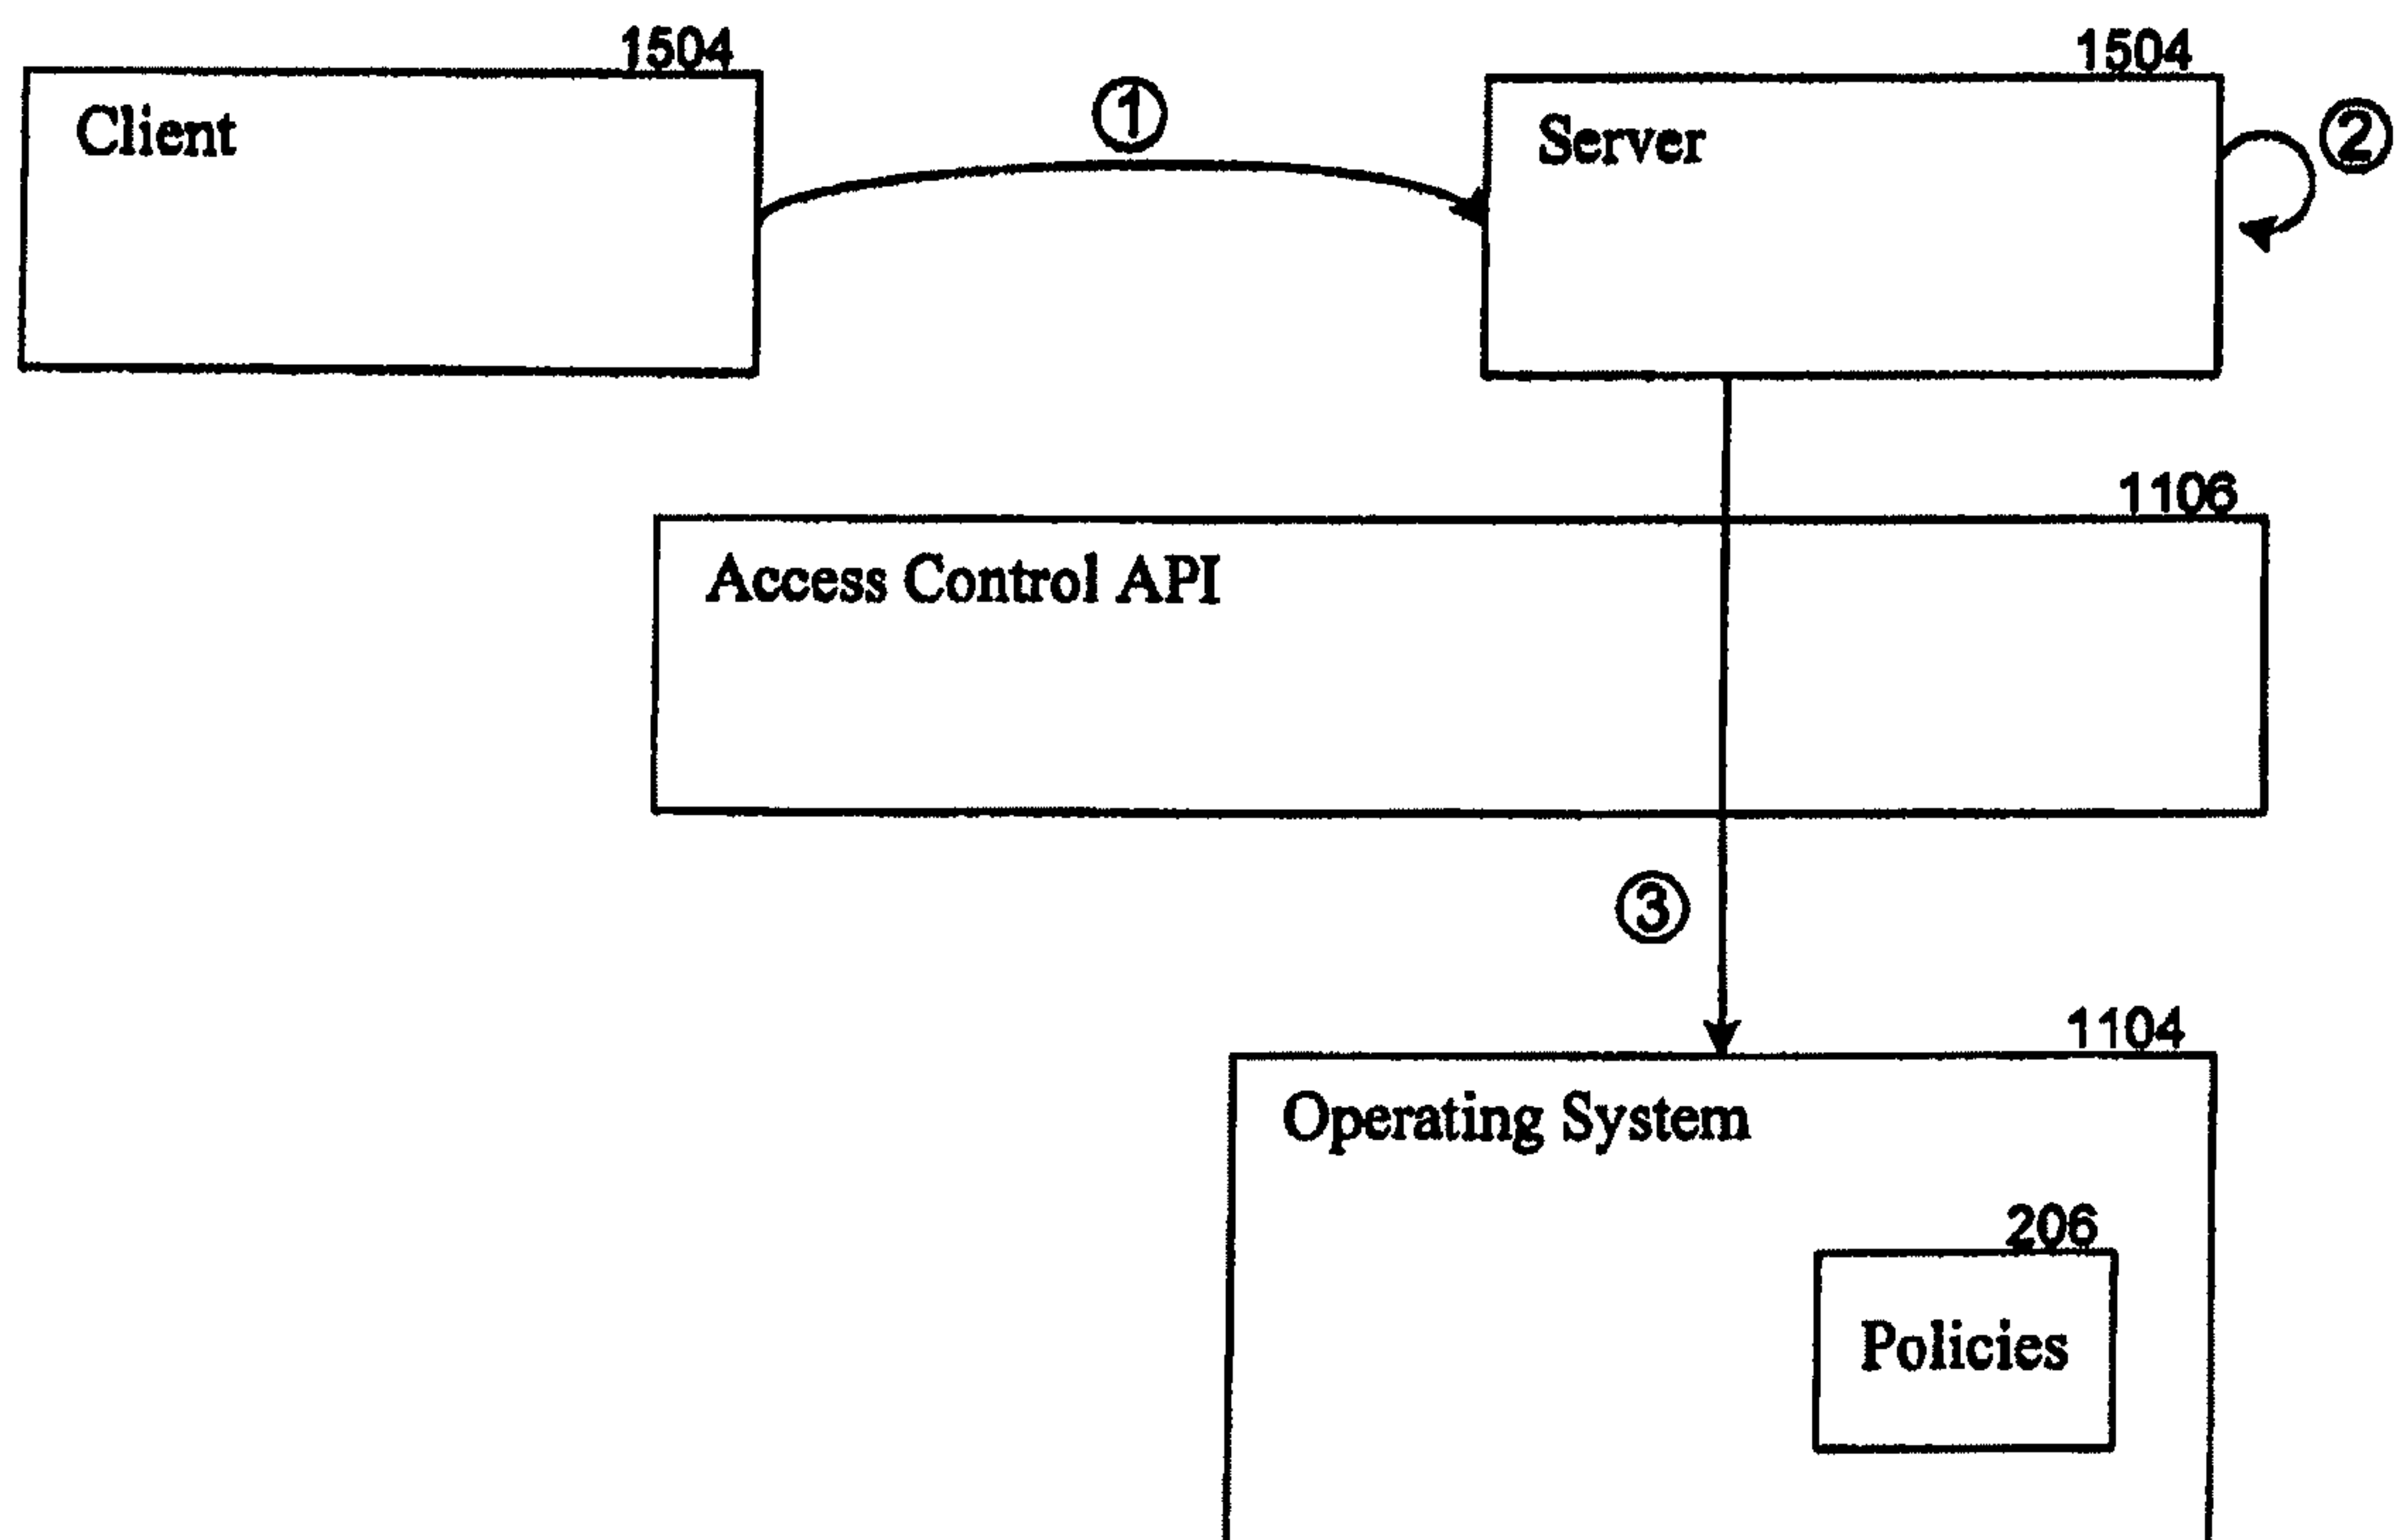 1504
1504
①
②
Client
Server
1106
Access Control API
③
1104
Operating System
206
Policies